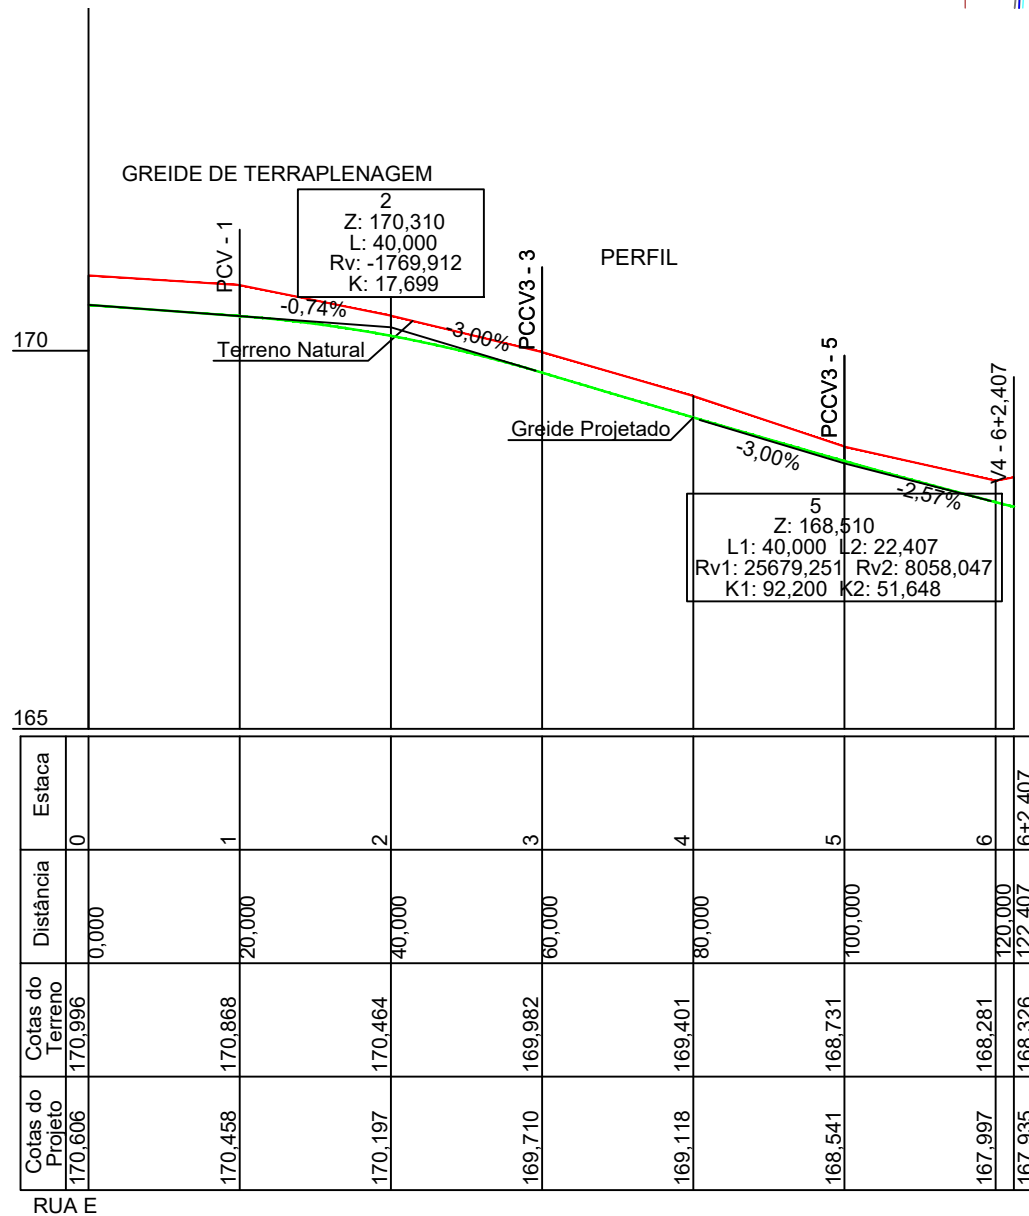 GREIDE DE TERRAPLENAGEM
2
Z: 170,310
L: 40,000
Rv: -1769,912
K: 17,699
PCV - 1
PCCV3 - 3
PERFIL
-0,74%
-3,00%
170
Terreno Natural
PCCV3 - 5
V4 - 6+2,407
Greide Projetado
-3,00%
-2,57%
5
Z: 168,510
L1: 40,000 L2: 22,407
Rv1: 25679,251 Rv2: 8058,047
K1: 92,200 K2: 51,648
165
Estaca
0 1 2 3 4 5 6 6+2,407
Distância
0,000 20,000 40,000 60,000 80,000 100,000 120,000 122,407
Cotas do
Terreno
170,996 170,868 170,464 169,982 169,401 168,731 168,281 168,326
Cotas do
Projeto
170,606 170,458 170,197 169,710 169,118 168,541 167,997 167,935
RUA E